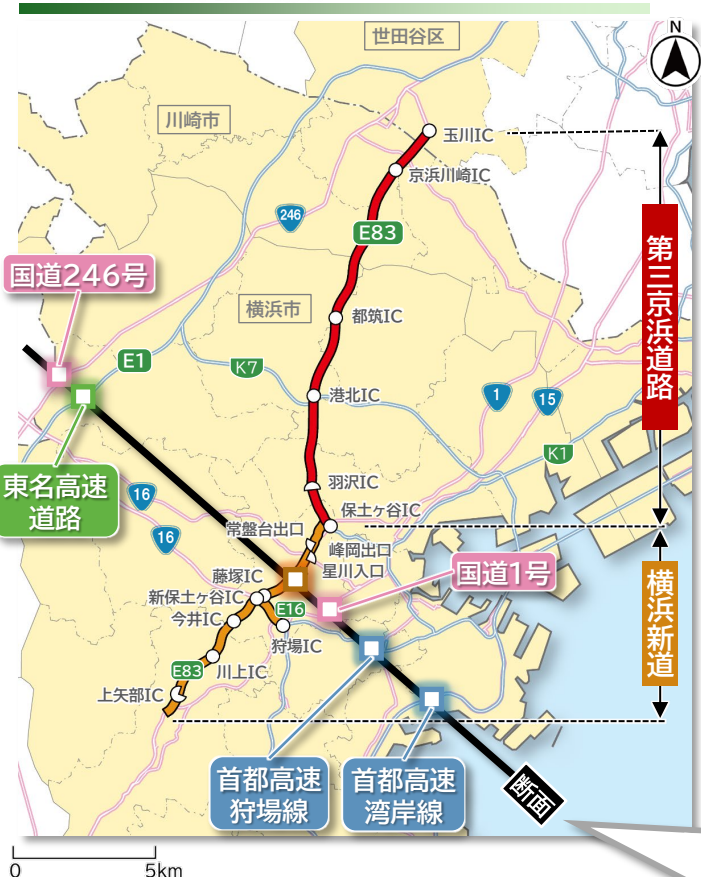 N
世田谷区
川崎市
玉川IC
京浜川崎IC
246
E83
第三京浜道路
国道246号
横浜市
都筑IC
E1
K7
港北IC
1
15
K1
東名高速
道路
16
16
羽沢IC
保土ヶ谷IC
常盤台出口
峰岡出口
星川入口
藤塚IC
国道1号
横浜新道
新保土ヶ谷IC
E16
今井IC
狩場IC
E83
川上IC
上矢部IC
首都高速
狩場線
首都高速
湾岸線
断面
0
5km